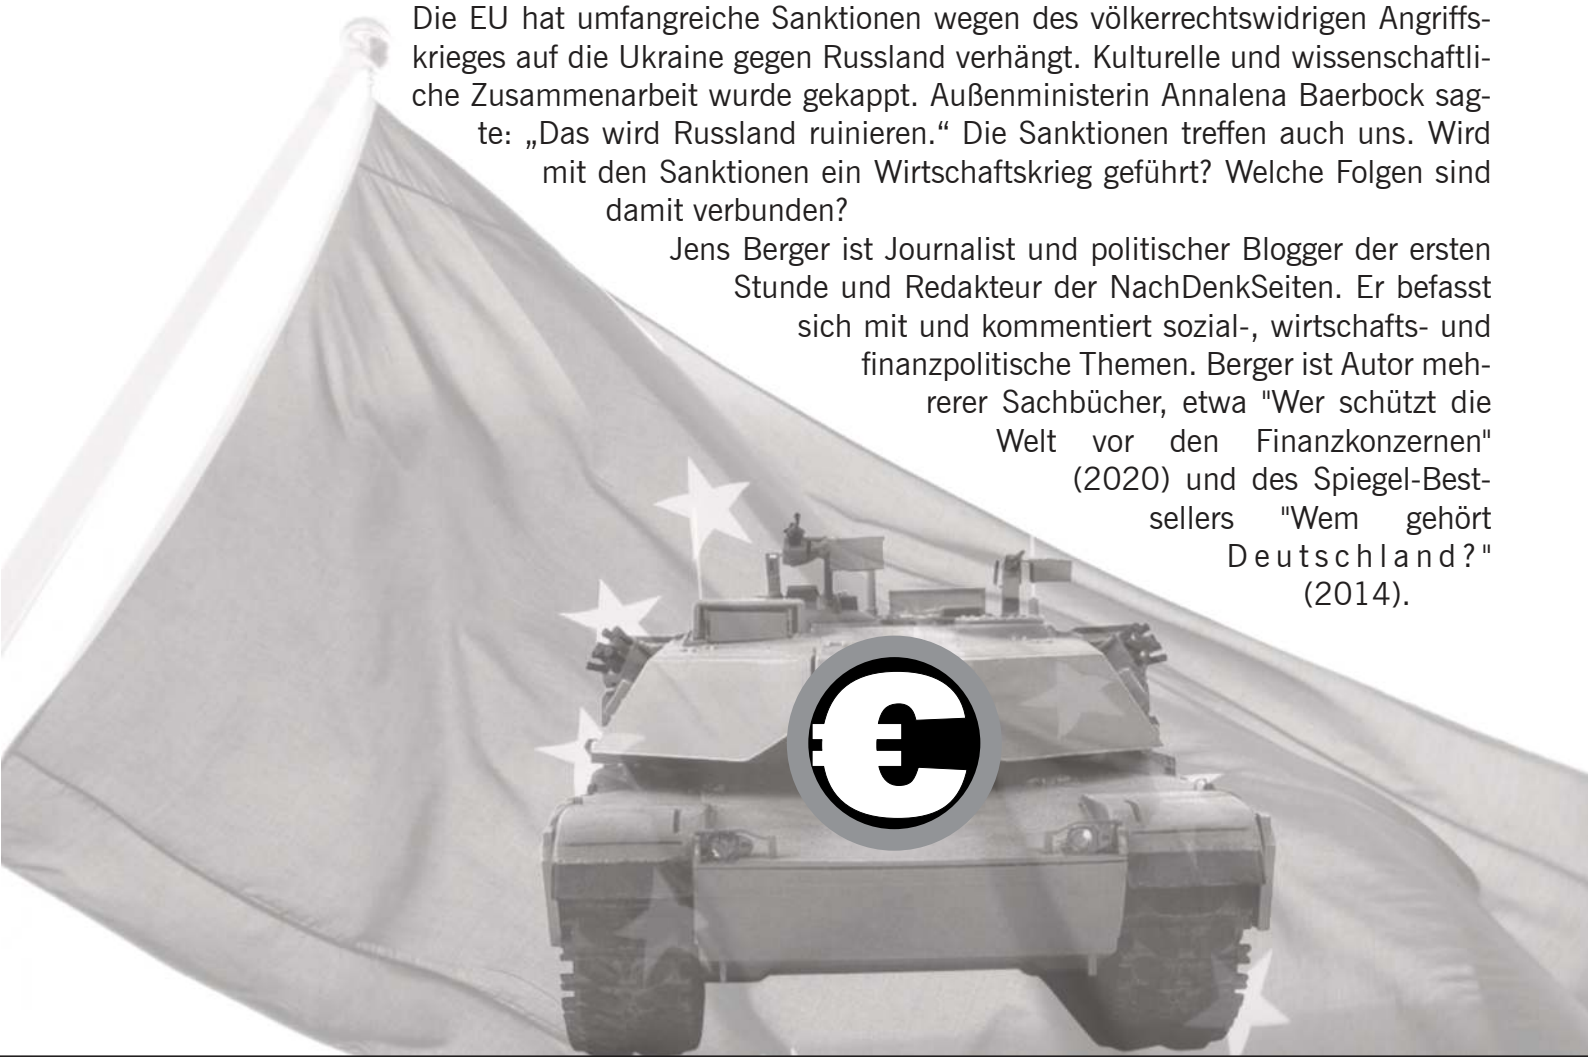 Die EU hat umfangreiche Sanktionen wegen des völkerrechtswidrigen Angriffs-
krieges auf die Ukraine gegen Russland verhängt. Kulturelle und wissenschaftli-
che Zusammenarbeit wurde gekappt. Außenministerin Annalena Baerbock sag-
te: „Das wird Russland ruinieren.“ Die Sanktionen treffen auch uns. Wird
mit den Sanktionen ein Wirtschaftskrieg geführt? Welche Folgen sind
damit verbunden?
Jens Berger ist Journalist und politischer Blogger der ersten
Stunde und Redakteur der NachDenkSeiten. Er befasst
sich mit und kommentiert sozial-, wirtschafts- und
finanzpolitische Themen. Berger ist Autor meh-
rerer Sachbücher, etwa "Wer schützt die
Welt vor den Finanzkonzernen"
(2020) und des Spiegel-Best-
sellers "Wem gehört
Deutschland?"
(2014).
€